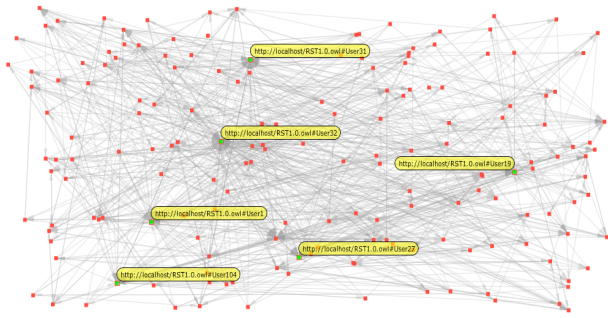 http://localhost/RST1.0.owl#User31
http://localhost/RST1.0.owl#User32
http://localhost/RST1.0.owl#User19
http://localhost/RST1.0.owl#User1
http://localhost/RST1.0.owl#User27
http://localhost/RST1.0.owl#User104